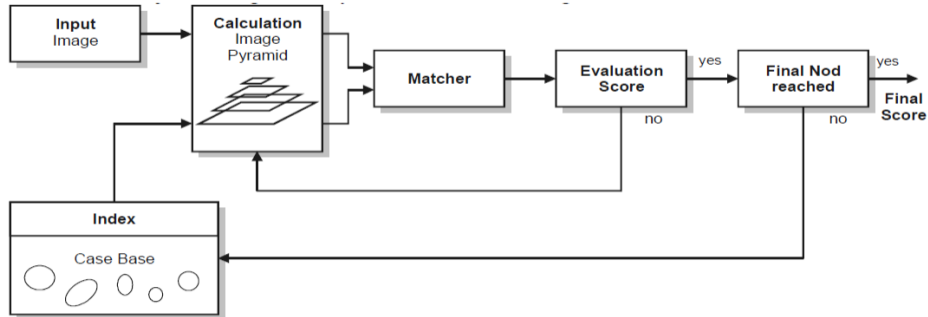 Input
Image
Calculation
Image
Pyramid
Matcher
Evaluation
Score
yes
no
Final Nod
reached
yes
no
Final
Score
Index
Case Base